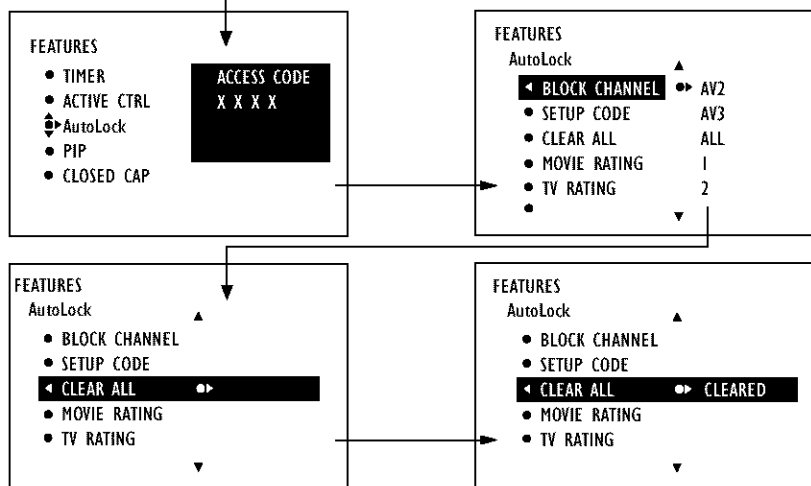 FEATURES
TIMER
ACTIVE CTRL
AutoLock
PIP
CLOSED CAP
ACCESS CODE
X X X X
FEATURES
AutoLock
BLOCK CHANNEL AV2
SETUP CODE AV3
CLEAR ALL ALL
MOVIE RATING 1
TV RATING 2
FEATURES
AutoLock
BLOCK CHANNEL
SETUP CODE
CLEAR ALL
MOVIE RATING
TV RATING
FEATURES
AutoLock
BLOCK CHANNEL
SETUP CODE
CLEAR ALL CLEARED
MOVIE RATING
TV RATING